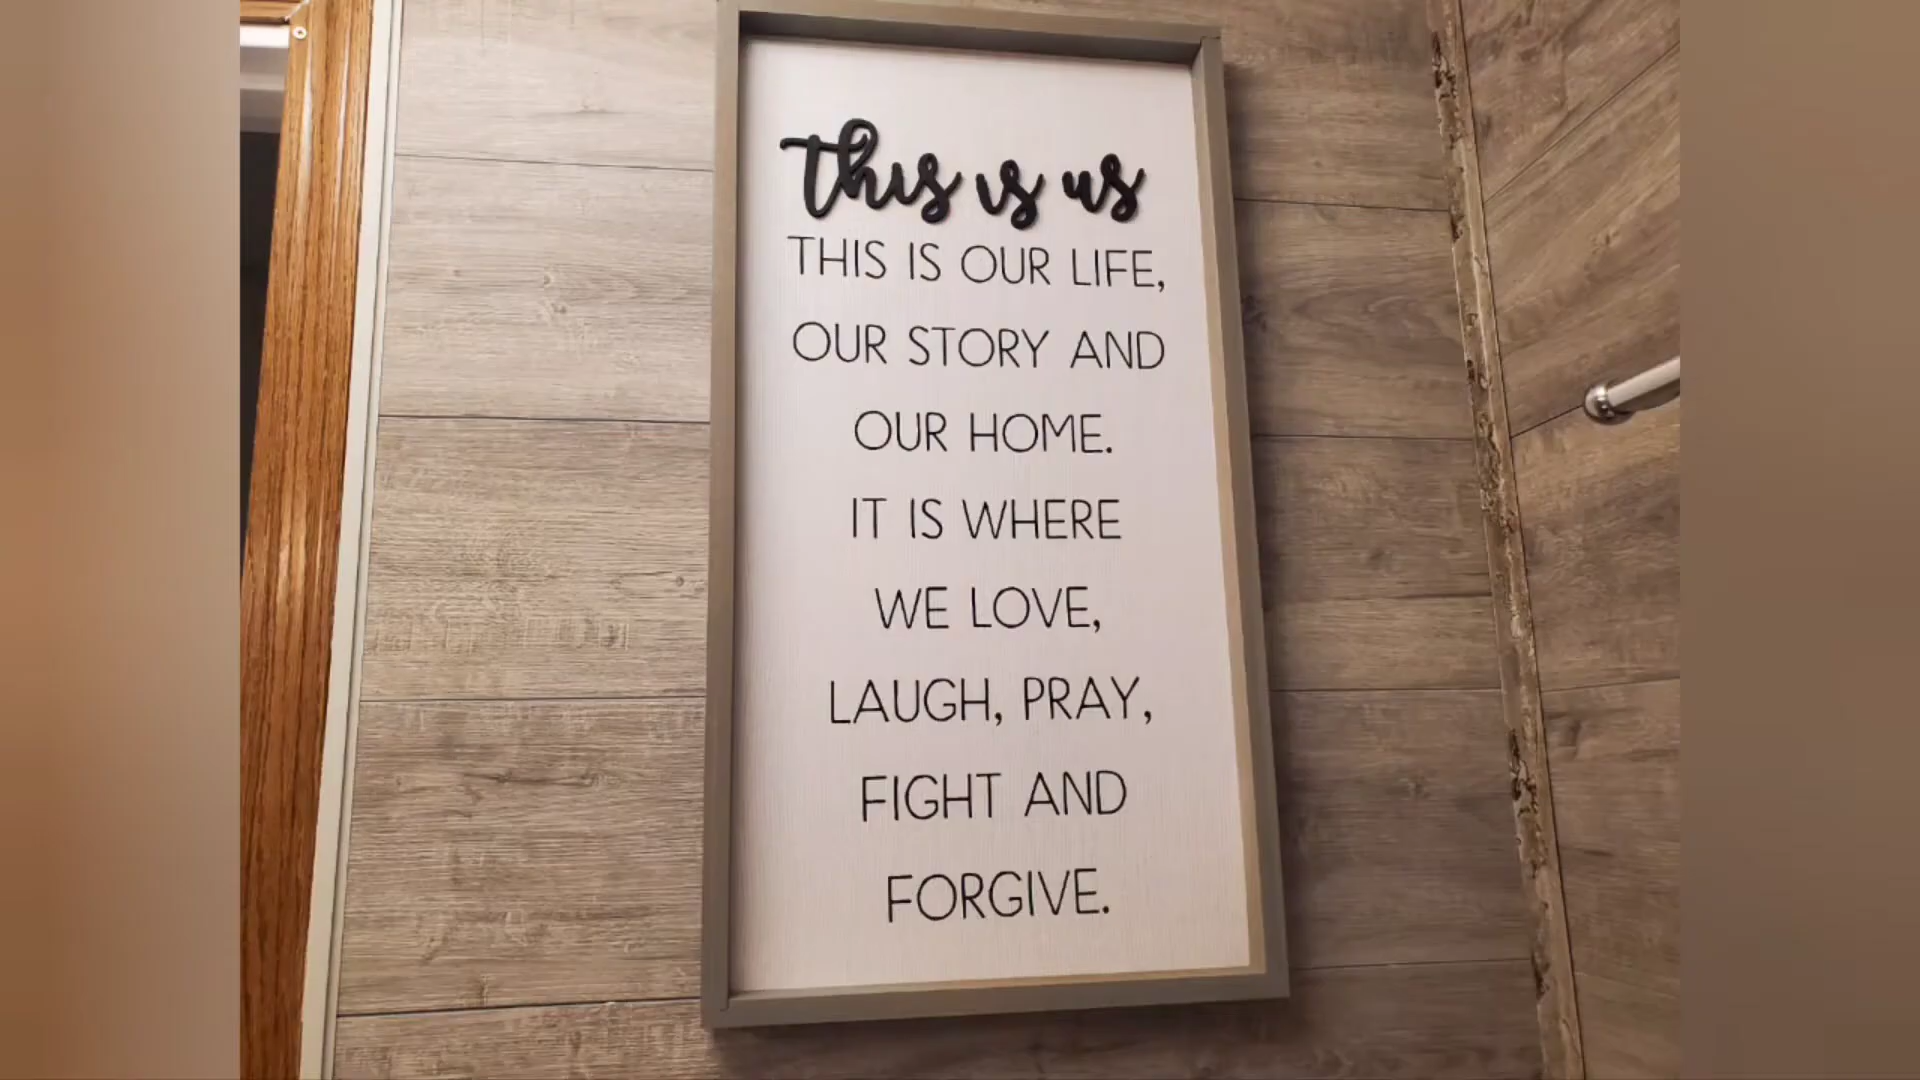 this is us
THIS IS OUR LIFE,
OUR STORY AND
OUR HOME.
IT IS WHERE
WE LOVE,
LAUGH, PRAY,
FIGHT AND
FORGIVE.